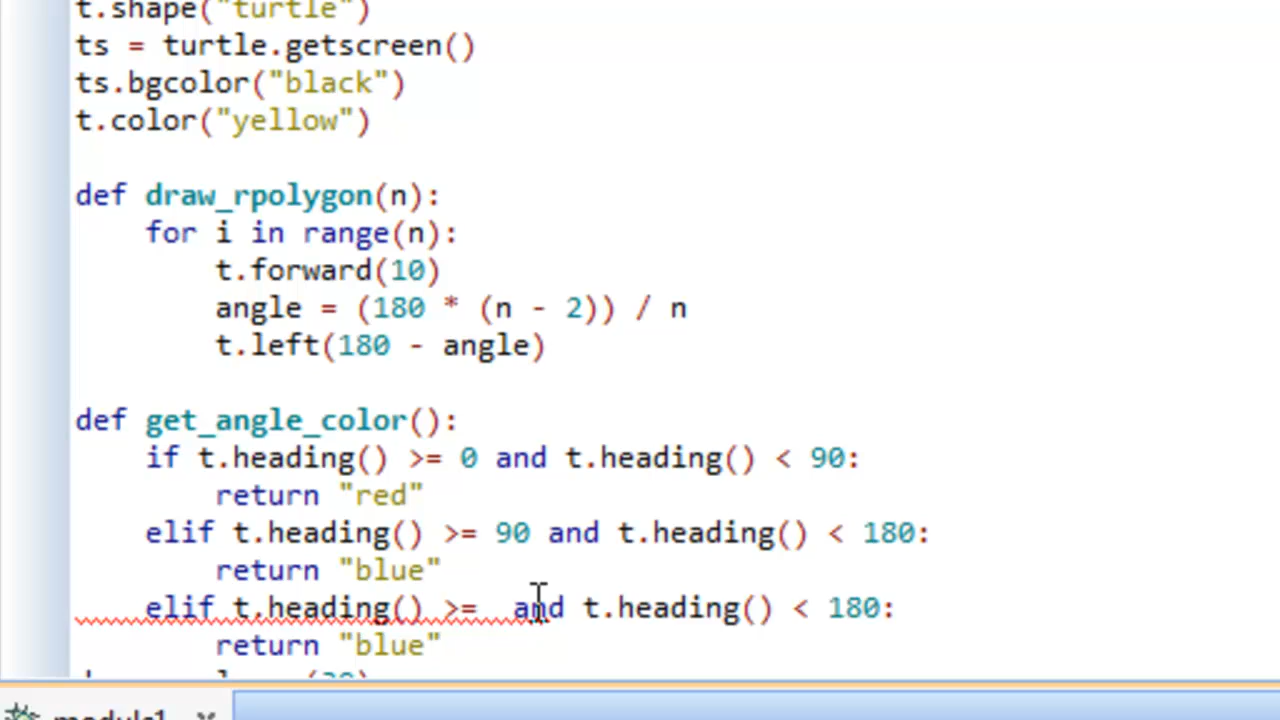 t.shape("turtle")
ts = turtle.getscreen()
ts.bgcolor("black")
t.color("yellow")

def draw_rpolygon(n):
    for i in range(n):
        t.forward(10)
        angle = (180 * (n - 2)) / n
        t.left(180 - angle)

def get_angle_color():
    if t.heading() >= 0 and t.heading() < 90:
        return "red"
    elif t.heading() >= 90 and t.heading() < 180:
        return "blue"
    elif t.heading() >=  and t.heading() < 180:
        return "blue"
module1